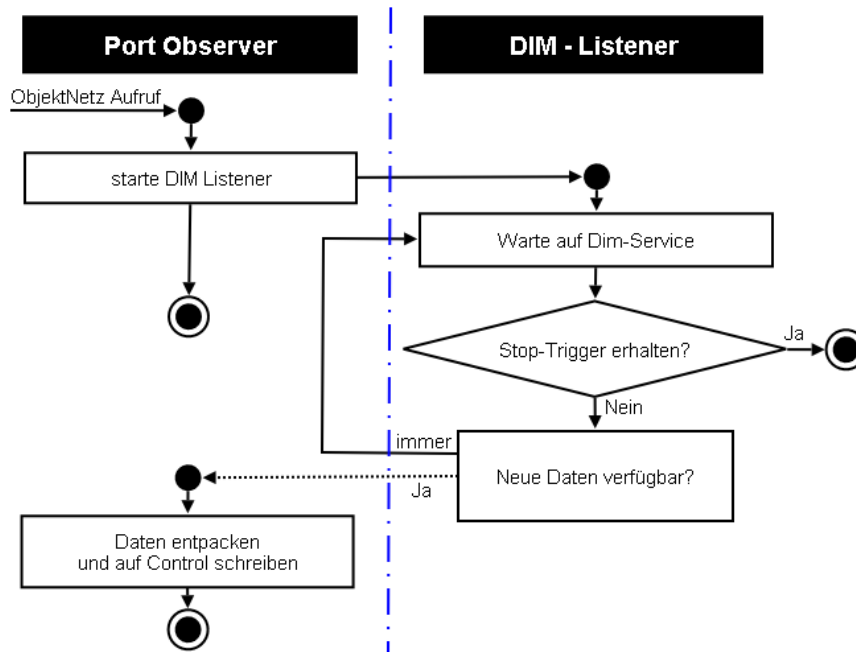 Port Observer
DIM - Listener
ObjektNetz Aufruf
starte DIM Listener
Warte auf Dim-Service
Stop-Trigger erhalten?
Ja
Nein
immer
Neue Daten verfügbar?
Ja
Daten entpacken
und auf Control schreiben